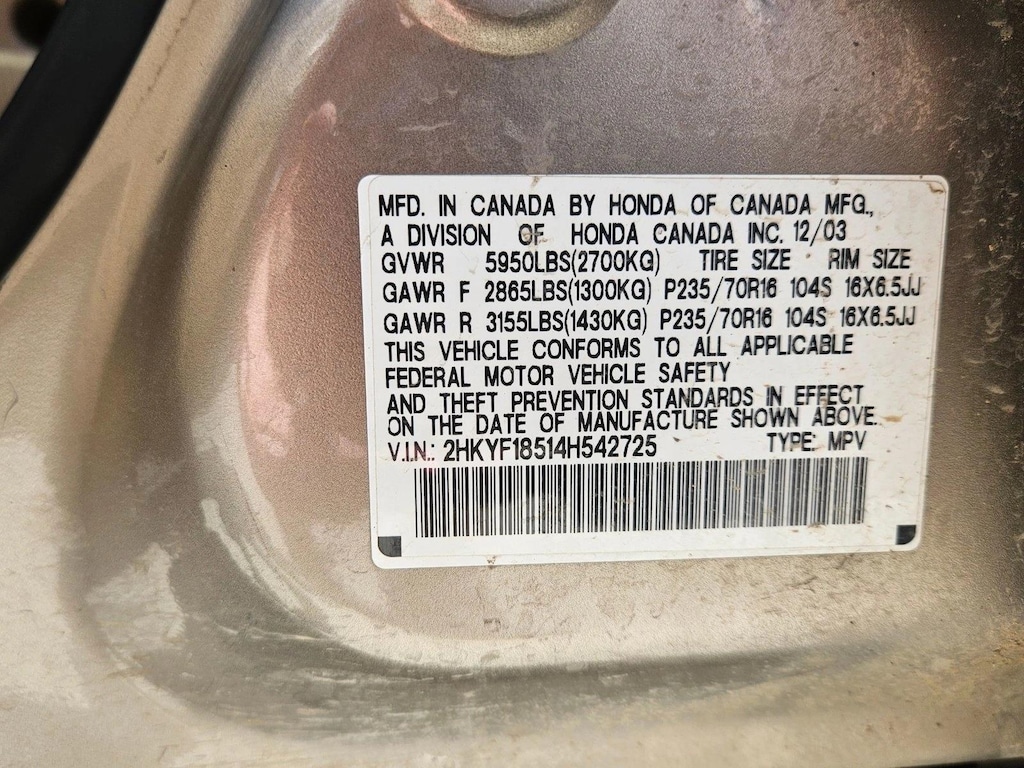 MFD. IN CANADA BY HONDA OF CANADA MFG.,
A DIVISION OF HONDA CANADA INC. 12/03
GVWR 5950LBS(2700KG) TIRE SIZE RIM SIZE
GAWR F 2865LBS(1300KG) P235/70R16 104S 16X6.5JJ
GAWR R 3155LBS(1430KG) P235/70R16 104S 16X6.5JJ
THIS VEHICLE CONFORMS TO ALL APPLICABLE
FEDERAL MOTOR VEHICLE SAFETY
AND THEFT PREVENTION STANDARDS IN EFFECT
ON THE DATE OF MANUFACTURE SHOWN ABOVE.
V.I.N.: 2HKYF18514H542725 TYPE: MPV